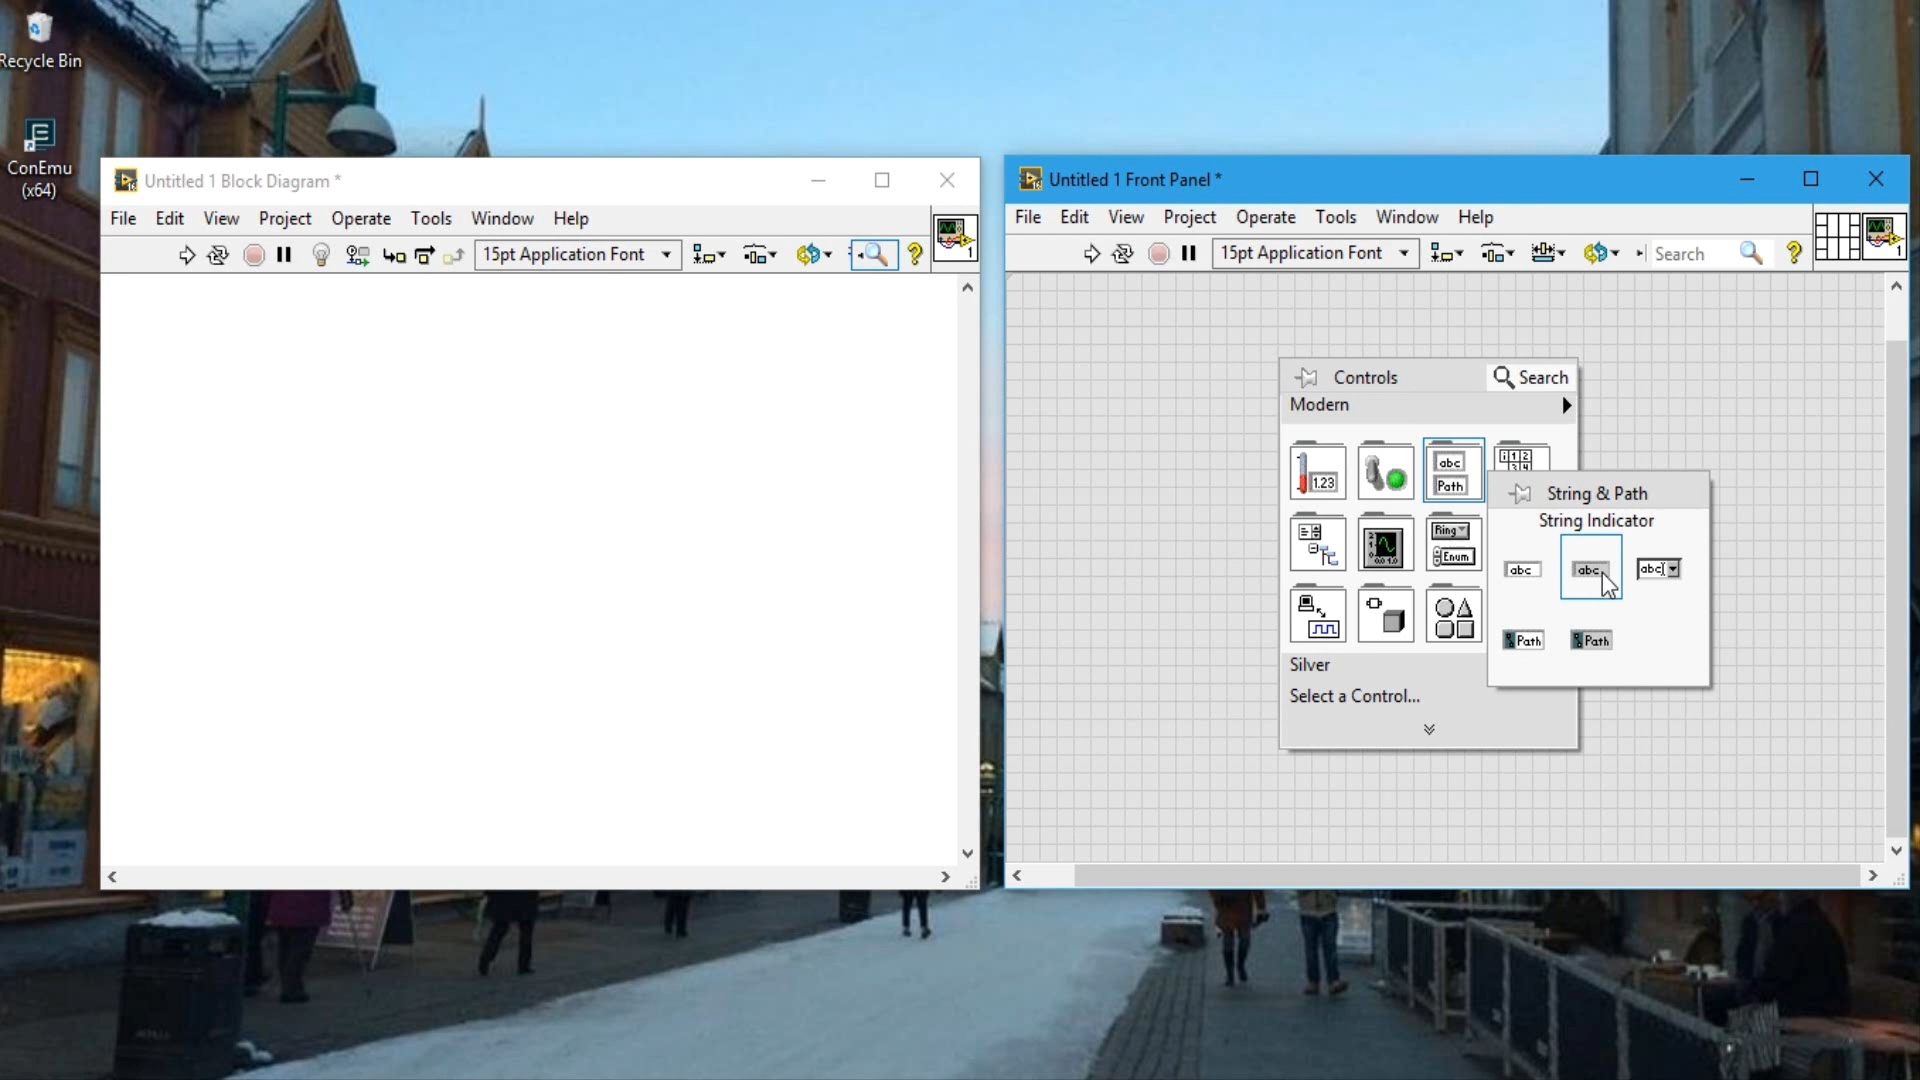 Recycle Bin
ConEmu
(x64)
Untitled 1 Block Diagram *
File Edit View Project Operate Tools Window Help
15pt Application Font
1
Untitled 1 Front Panel *
File Edit View Project Operate Tools Window Help
15pt Application Font
Search
1
Controls
Search
Modern
1.23
abc
Path
Ring
Enum
String & Path
String Indicator
abc
abc
abc
Path
Path
Silver
Select a Control...